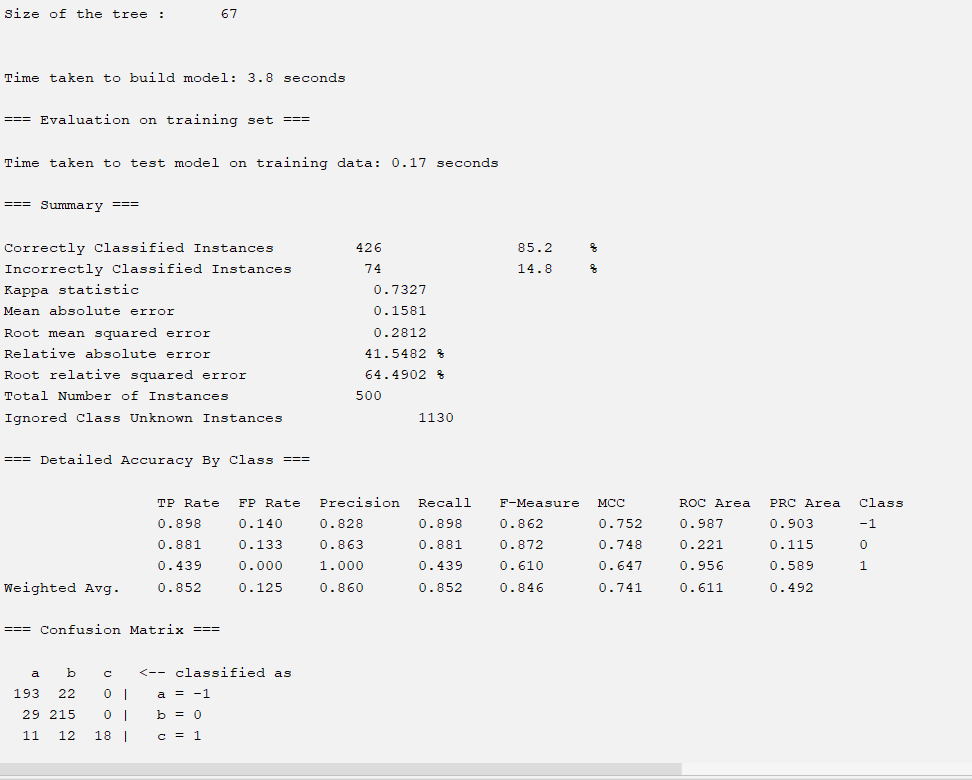 Size of the tree :      67
Time taken to build model: 3.8 seconds
=== Evaluation on training set ===
Time taken to test model on training data: 0.17 seconds
=== Summary ===
Correctly Classified Instances         426               85.2    %
Incorrectly Classified Instances        74               14.8    %
Kappa statistic                          0.7327
Mean absolute error                      0.1581
Root mean squared error                  0.2812
Relative absolute error                 41.5482 %
Root relative squared error             64.4902 %
Total Number of Instances              500
Ignored Class Unknown Instances               1130
=== Detailed Accuracy By Class ===
                 TP Rate  FP Rate  Precision  Recall   F-Measure  MCC      ROC Area  PRC Area  Class
                 0.898    0.140    0.828      0.898    0.862      0.752    0.987     0.903     -1
                 0.881    0.133    0.863      0.881    0.872      0.748    0.221     0.115     0
                 0.439    0.000    1.000      0.439    0.610      0.647    0.956     0.589     1
Weighted Avg.    0.852    0.125    0.860      0.852    0.846      0.741    0.611     0.492
=== Confusion Matrix ===
   a   b   c   <-- classified as
 193  22   0 |   a = -1
  29 215   0 |   b = 0
  11  12  18 |   c = 1